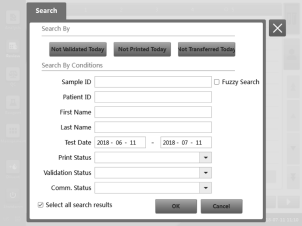 Search
Search By
Not Validated Today Not Printed Today Not Transferred Today
Search By Conditions
Sample ID Fuzzy Search
Patient ID
First Name
Last Name
Test Date 2018 - 06 - 11 - 2018 - 07 - 11
Print Status
Validation Status
Comm. Status
Select all search results OK Cancel